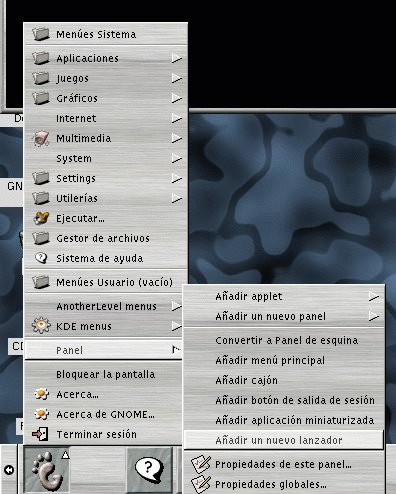 Menúes Sistema
Aplicaciones
Juegos
Gráficos
Internet
Multimedia
System
Settings
Utilerías
Ejecutar...
Gestor de archivos
Sistema de ayuda
Menúes Usuario (vacío)
AnotherLevel menus
KDE menus
Panel
Bloquear la pantalla
Acerca...
Acerca de GNOME...
Terminar sesión
Añadir applet
Añadir un nuevo panel
Convertir a Panel de esquina
Añadir menú principal
Añadir cajón
Añadir botón de salida de sesión
Añadir aplicación miniaturizada
Añadir un nuevo lanzador
Propiedades de este panel...
Propiedades globales...